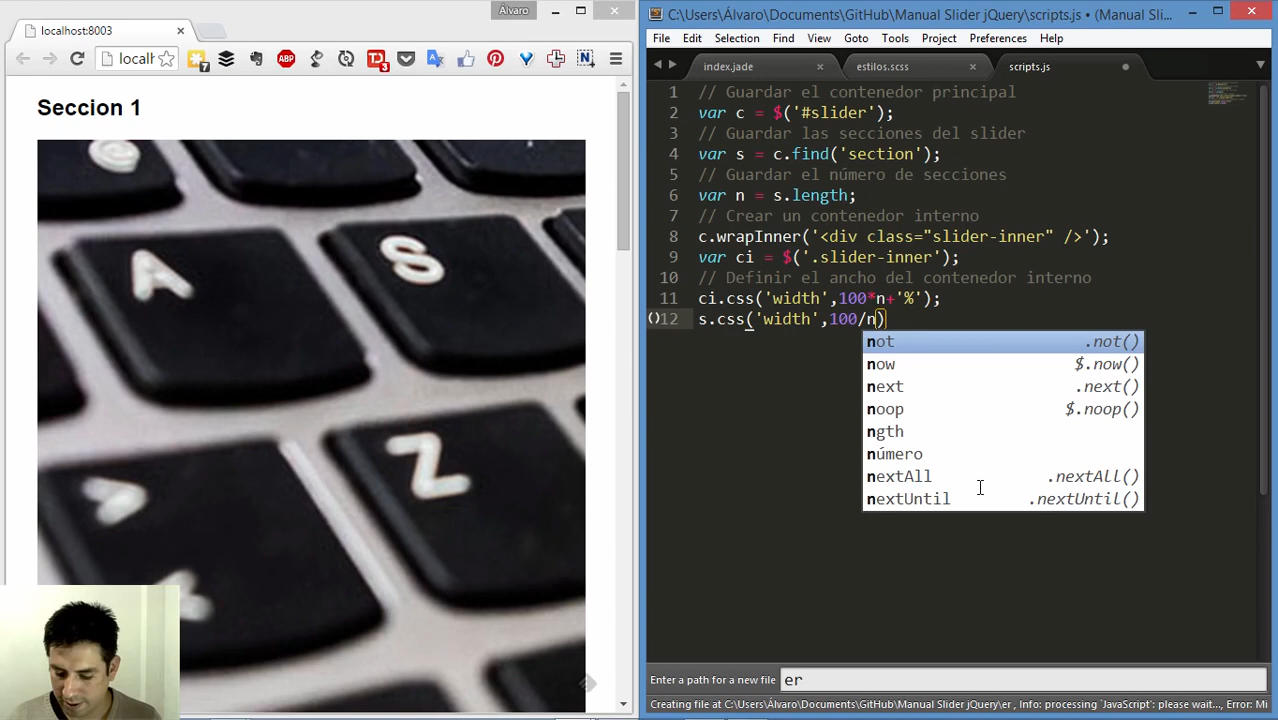 Álvaro
C:\Users\Álvaro\Documents\GitHub\Manual Slider jQuery\scripts.js • (Manual Sli...
localhost:8003
File Edit Selection Find View Goto Tools Project Preferences Help
localh
7
ABP
3
N
index.jade
estilos.scss
scripts.js
Seccion 1
A
S
Z
1 // Guardar el contenedor principal
2 var c = $('#slider');
3 // Guardar las secciones del slider
4 var s = c.find('section');
5 // Guardar el número de secciones
6 var n = s.length;
7 // Crear un contenedor interno
8 c.wrapInner('<div class="slider-inner" />');
9 var ci = $('.slider-inner');
10 // Definir el ancho del contenedor interno
11 ci.css('width',100*n+'%');
()12 s.css('width',100/n)
not .not()
now $.now()
next .next()
noop $.noop()
ngth
número
nextAll .nextAll()
nextUntil .nextUntil()
Enter a path for a new file er
Creating file at C:\Users\Álvaro\Documents\GitHub\Manual Slider jQuery\er , Info: processing `JavaScript`: please wait..., Error: Mi